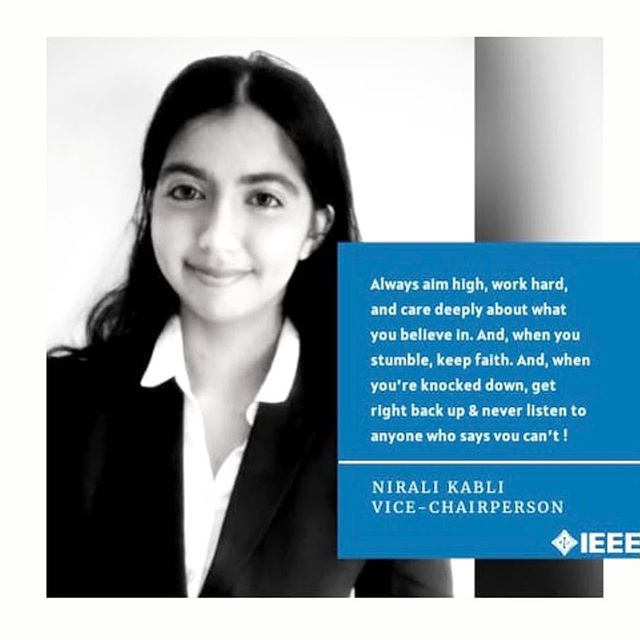 Always aim high, work hard,
and care deeply about what
you believe in. And, when you
stumble, keep faith. And, when
you're knocked down, get
right back up & never listen to
anyone who says you can't !
NIRALI KABLI
VICE-CHAIRPERSON
IEEE